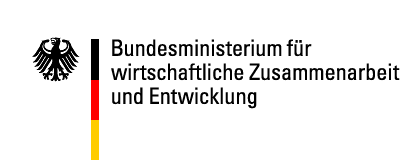 Bundesministerium für
wirtschaftliche Zusammenarbeit
und Entwicklung